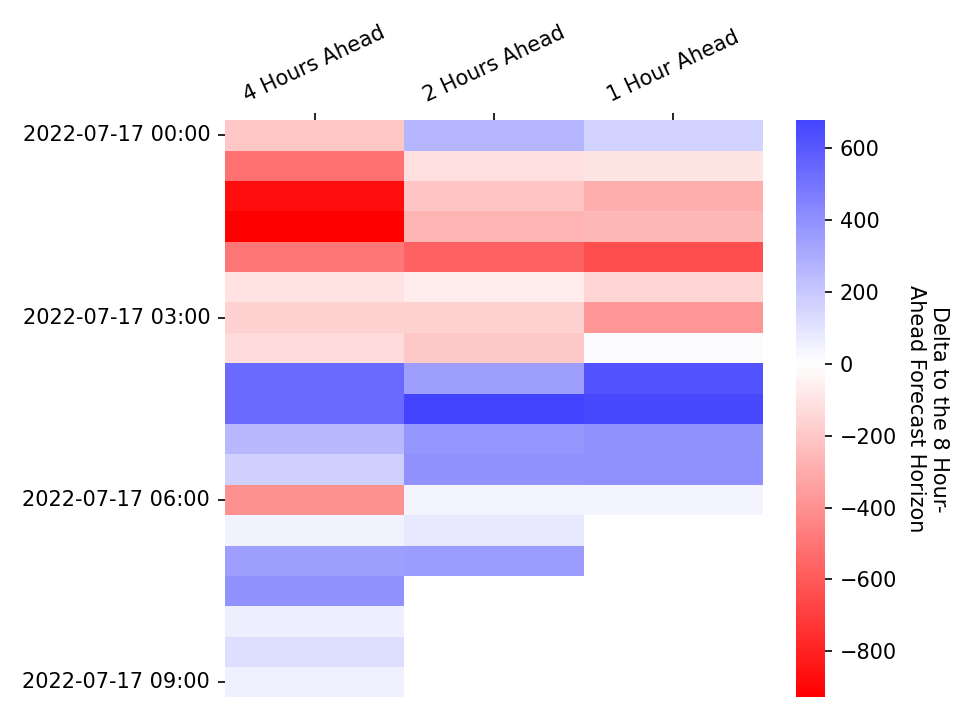 4 Hours Ahead
2 Hours Ahead
1 Hour Ahead
2022-07-17 00:00
2022-07-17 03:00
2022-07-17 06:00
2022-07-17 09:00
600
400
200
0
−200
−400
−600
−800
Delta to the 8 Hour-
Ahead Forecast Horizon